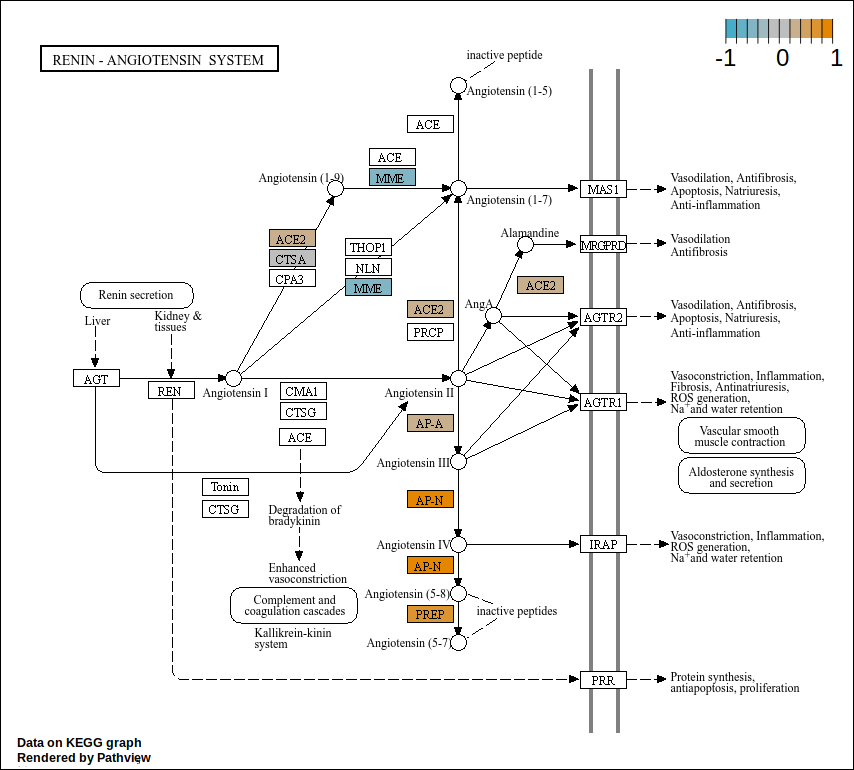 RENIN - ANGIOTENSIN SYSTEM
-1 0 1
inactive peptide
Angiotensin (1-5)
ACE
ACE
MME
Angiotensin (1-9)
Angiotensin (1-7)
MAS1
Vasodilation, Antifibrosis,
Apoptosis, Natriuresis,
Anti-inflammation
ACE2
CTSA
CPA3
THOP1
NLN
MME
Alamandine
MRGPRD
Vasodilation
Antifibrosis
ACE2
Renin secretion
Liver
Kidney &
tissues
ACE2
PRCP
AngA
AGTR2
Vasodilation, Antifibrosis,
Apoptosis, Natriuresis,
Anti-inflammation
AGT
REN
Angiotensin I
CMA1
CTSG
ACE
Angiotensin II
AGTR1
Vasoconstriction, Inflammation,
Fibrosis, Antinatriuresis,
ROS generation,
Na+ and water retention
AP-A
Vascular smooth
muscle contraction
Aldosterone synthesis
and secretion
Angiotensin III
Tonin
CTSG
AP-N
Degradation of
bradykinin
Angiotensin IV
IRAP
Vasoconstriction, Inflammation,
ROS generation,
Na+ and water retention
AP-N
Enhanced
vasoconstriction
Angiotensin (5-8)
Complement and
coagulation cascades
PREP
inactive peptides
Kallikrein-kinin
system
Angiotensin (5-7)
PRR
Protein synthesis,
antiapoptosis, proliferation
Data on KEGG graph
Rendered by Pathview